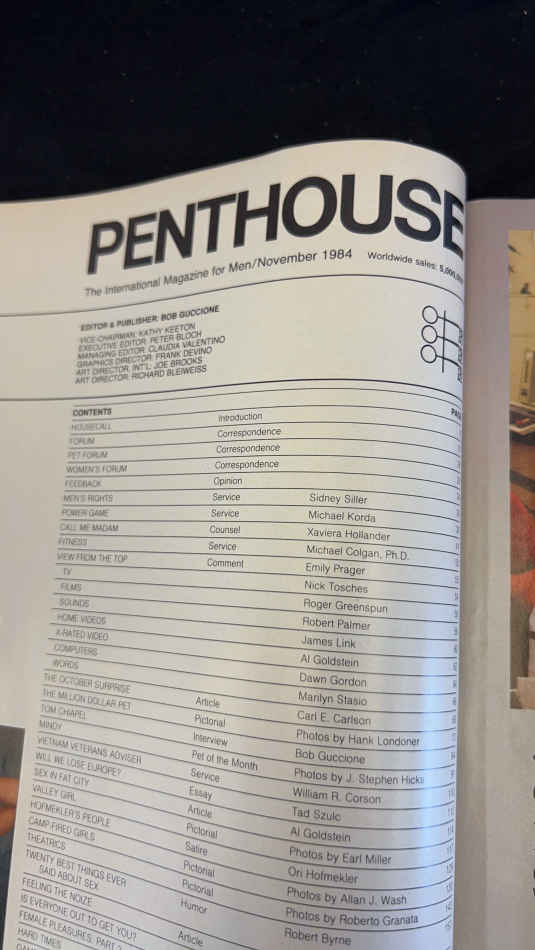 PENTHOUSE
The International Magazine for Men/November 1984 Worldwide sales:
EDITOR & PUBLISHER: BOB GUCCIONE
VICE-CHAIRMAN: KATHY KEETON
EXECUTIVE EDITOR: PETER BLOCH
MANAGING EDITOR: CLAUDIA VALENTINO
GRAPHICS DIRECTOR: FRANK DEVINO
ART DIRECTOR, INT'L: JOE BROOKS
ART DIRECTOR: RICHARD BLEIWEISS
CONTENTS
HOUSECALL Introduction
FORUM Correspondence
PET FORUM Correspondence
WOMEN'S FORUM Correspondence
FEEDBACK Opinion
MEN'S RIGHTS Service Sidney Siller
POWER GAME Service Michael Korda
CALL ME MADAM Counsel Xaviera Hollander
FITNESS Service Michael Colgan, Ph.D.
VIEW FROM THE TOP Comment Emily Prager
TV Nick Tosches
FILMS Roger Greenspun
SOUNDS Robert Palmer
HOME VIDEOS James Link
X-RATED VIDEO Al Goldstein
COMPUTERS Dawn Gordon
WORDS Marilyn Stasio
THE OCTOBER SURPRISE Article Carl E. Carlson
THE MILLION DOLLAR PET Pictorial Photos by Hank Londoner
TOM CHIAPEL Interview Bob Guccione
MINDY Pet of the Month Photos by J. Stephen Hicks
VIETNAM VETERANS ADVISER Service William R. Corson
WILL WE LOSE EUROPE? Essay Tad Szulc
SEX IN FAT CITY Article Al Goldstein
VALLEY GIRL Pictorial Photos by Earl Miller
HOFMEKLER'S PEOPLE Satire Ori Hofmekler
CAMP-FIRED GIRLS Pictorial Photos by Allan J. Wash
THEATRICS Pictorial Photos by Roberto Granata
TWENTY BEST THINGS EVER
SAID ABOUT SEX Humor Robert Byrne
FEELING THE NOIZE Article
IS EVERYONE OUT TO GET YOU?
FEMALE PLEASURES: PART
HARD TIMES